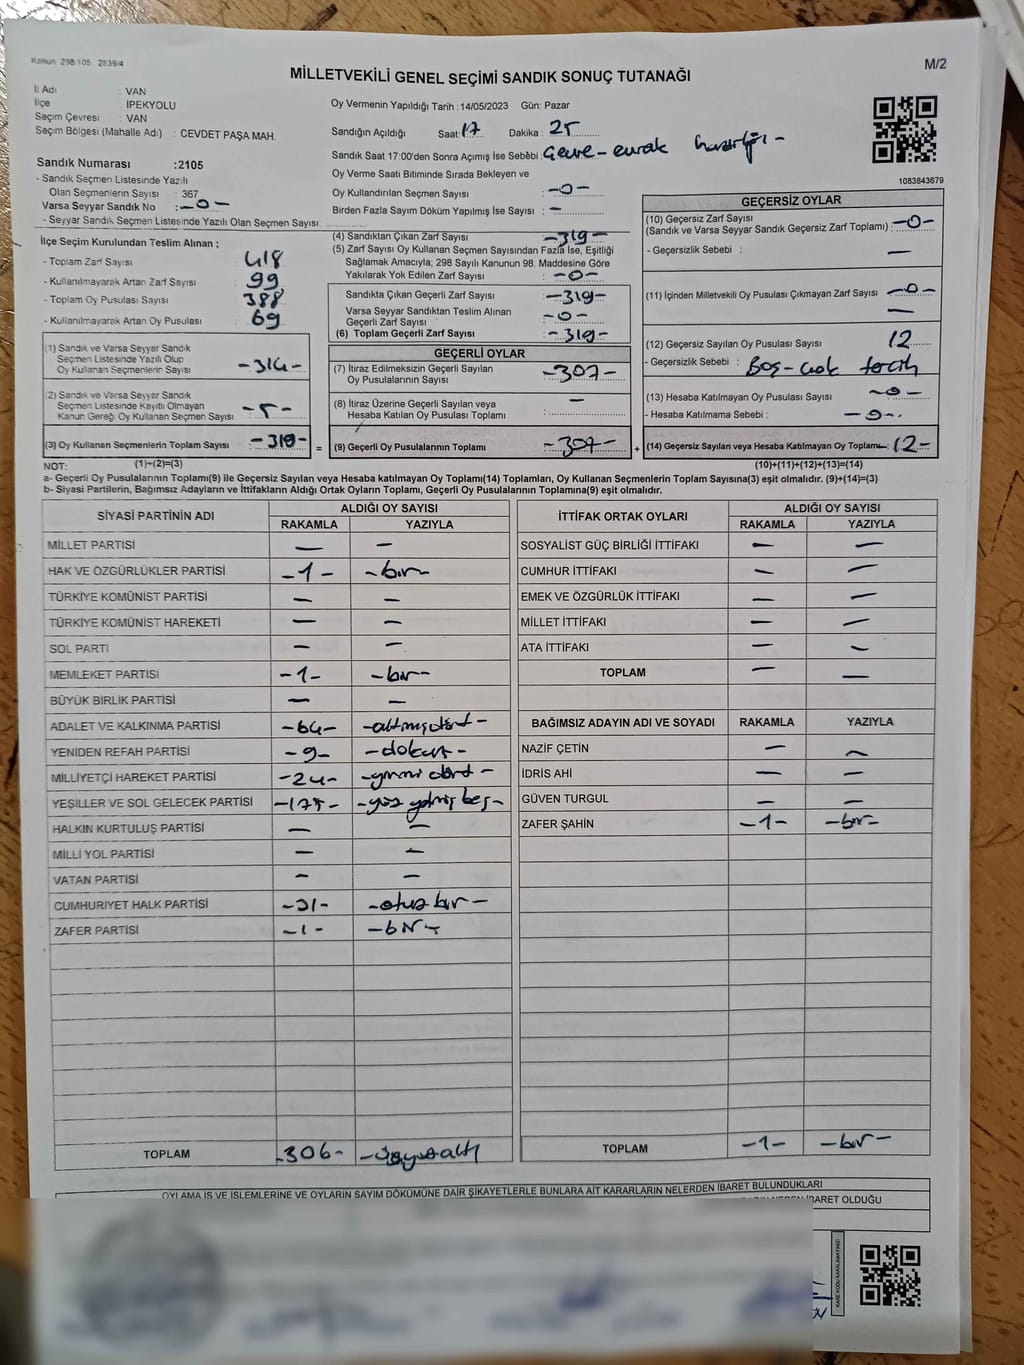 Kanun 298/105 2839/4
MİLLETVEKİLİ GENEL SEÇİMİ SANDIK SONUÇ TUTANAĞI
M/2
İl Adı : VAN
İlçe : İPEKYOLU
Seçim Çevresi : VAN
Seçim Bölgesi (Mahalle Adı) : CEVDET PAŞA MAH.
Sandık Numarası :2105
- Sandık Seçmen Listesinde Yazılı
Olan Seçmenlerin Sayısı : 367
Varsa Seyyar Sandık No : -0-
- Seyyar Sandık Seçmen Listesinde Yazılı Olan Seçmen Sayısı:
Oy Vermenin Yapıldığı Tarih :14/05/2023 Gün: Pazar
Sandığın Açıldığı Saat: 17 Dakika : 25
Sandık Saat 17:00'den Sonra Açımış İse Sebebi: Çevre-evrak hazırlığı -
Oy Verme Saati Bitiminde Sırada Bekleyen ve
Oy Kullandırılan Seçmen Sayısı : -0-
Birden Fazla Sayım Döküm Yapılmış İse Sayısı : -
1083843679
İlçe Seçim Kurulundan Teslim Alınan ;
- Toplam Zarf Sayısı : 418
- Kullanılmayarak Artan Zarf Sayısı : 99
- Toplam Oy Pusulası Sayısı : 388
- Kullanılmayarak Artan Oy Pusulası : 69
(1) Sandık ve Varsa Seyyar Sandık
Seçmen Listesinde Yazılı Olup
Oy Kullanan Seçmenlerin Sayısı : -314-
(2) Sandık ve Varsa Seyyar Sandık
Seçmen Listesinde Kayıtlı Olmayan
Kanun Gereği Oy Kullanan Seçmen Sayısı : -5-
(3) Oy Kullanan Seçmenlerin Toplam Sayısı : -319-
(1)+(2)=(3)
(4) Sandıktan Çıkan Zarf Sayısı : -319-
(5) Zarf Sayısı Oy Kullanan Seçmen Sayısından Fazla İse, Eşitliği
Sağlamak Amacıyla; 298 Sayılı Kanunun 98. Maddesine Göre
Yakılarak Yok Edilen Zarf Sayısı : -0-
Sandıkta Çıkan Geçerli Zarf Sayısı : -319-
Varsa Seyyar Sandıktan Teslim Alınan
Geçerli Zarf Sayısı : -0-
(6) Toplam Geçerli Zarf Sayısı : -319-
GEÇERLİ OYLAR
(7) İtiraz Edilmeksizin Geçerli Sayılan
Oy Pusulalarının Sayısı : -307-
(8) İtiraz Üzerine Geçerli Sayılan veya
Hesaba Katılan Oy Pusulası Toplamı : -
= (9) Geçerli Oy Pusulalarının Toplamı : -307- +
GEÇERSİZ OYLAR
(10) Geçersiz Zarf Sayısı
(Sandık ve Varsa Seyyar Sandık Geçersiz Zarf Toplamı) : -0-
- Geçersizlik Sebebi : -
(11) İçinden Milletvekili Oy Pusulası Çıkmayan Zarf Sayısı : -0-
-
(12) Geçersiz Sayılan Oy Pusulası Sayısı : 12
- Geçersizlik Sebebi : Boş-çok tercih
(13) Hesaba Katılmayan Oy Pusulası Sayısı : -0-
- Hesaba Katılmama Sebebi : -0-
(14) Geçersiz Sayılan veya Hesaba Katılmayan Oy Toplamı: 12-
(10)+(11)+(12)+(13)=(14)
NOT:
a- Geçerli Oy Pusulalarının Toplamı(9) ile Geçersiz Sayılan veya Hesaba katılmayan Oy Toplamı(14) Toplamları, Oy Kullanan Seçmenlerin Toplam Sayısına(3) eşit olmalıdır. (9)+(14)=(3)
b- Siyasi Partilerin, Bağımsız Adayların ve İttifakların Aldığı Ortak Oyların Toplamı, Geçerli Oy Pusulalarının Toplamına(9) eşit olmalıdır.
SİYASİ PARTİNİN ADI ALDIĞI OY SAYISI
RAKAMLA YAZIYLA
MİLLET PARTİSİ - -
HAK VE ÖZGÜRLÜKLER PARTİSİ -1- -bir-
TÜRKİYE KOMÜNİST PARTİSİ - -
TÜRKİYE KOMÜNİST HAREKETİ - -
SOL PARTİ - -
MEMLEKET PARTİSİ -1- -bir-
BÜYÜK BİRLİK PARTİSİ - -
ADALET VE KALKINMA PARTİSİ -64- -altmışdört-
YENİDEN REFAH PARTİSİ -9- -dokuz-
MİLLİYETÇİ HAREKET PARTİSİ -24- -yirmi dört-
YEŞİLLER VE SOL GELECEK PARTİSİ -175- -yüz yetmiş beş-
HALKIN KURTULUŞ PARTİSİ - -
MİLLİ YOL PARTİSİ - -
VATAN PARTİSİ - -
CUMHURİYET HALK PARTİSİ -31- -otuz bir-
ZAFER PARTİSİ -1- -bir-
TOPLAM -306- -üçyüzaltı
İTTİFAK ORTAK OYLARI ALDIĞI OY SAYISI
RAKAMLA YAZIYLA
SOSYALİST GÜÇ BİRLİĞİ İTTİFAKI - -
CUMHUR İTTİFAKI - -
EMEK VE ÖZGÜRLÜK İTTİFAKI - -
MİLLET İTTİFAKI - -
ATA İTTİFAKI - -
TOPLAM - -
BAĞIMSIZ ADAYIN ADI VE SOYADI RAKAMLA YAZIYLA
NAZİF ÇETİN - -
İDRİS AHİ - -
GÜVEN TURGUL - -
ZAFER ŞAHİN -1- -bir-
TOPLAM -1- -bir-
OYLAMA İŞ VE İŞLEMLERİNE VE OYLARIN SAYIM DÖKÜMÜNE DAİR ŞİKAYETLERLE BUNLARA AİT KARARLARIN NELERDEN İBARET BULUNDUKLARI
NEDEN İBARET OLDUĞU
KARE KODU KARALAMAYINIZ!